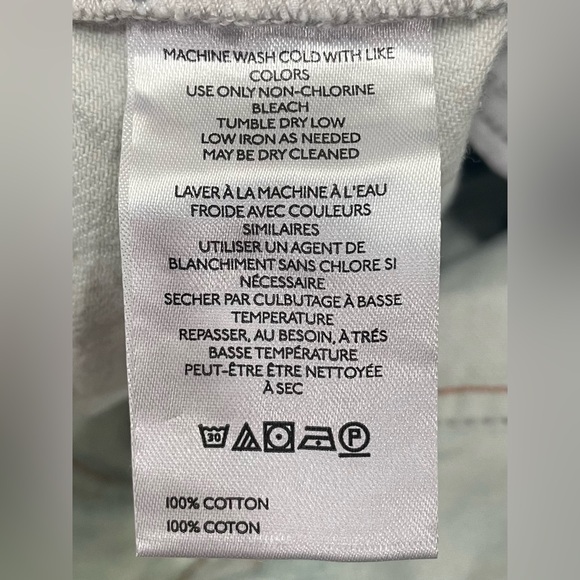 MACHINE WASH COLD WITH LIKE
COLORS
USE ONLY NON-CHLORINE
BLEACH
TUMBLE DRY LOW
LOW IRON AS NEEDED
MAY BE DRY CLEANED
LAVER À LA MACHINE À L'EAU
FROIDE AVEC COULEURS
SIMILAIRES
UTILISER UN AGENT DE
BLANCHIMENT SANS CHLORE SI
NÉCESSAIRE
SECHER PAR CULBUTAGE À BASSE
TEMPERATURE
REPASSER, AU BESOIN, À TRÉS
BASSE TEMPÉRATURE
PEUT-ÊTRE ÊTRE NETTOYÉE
À SEC
30 P
100% COTTON
100% COTON